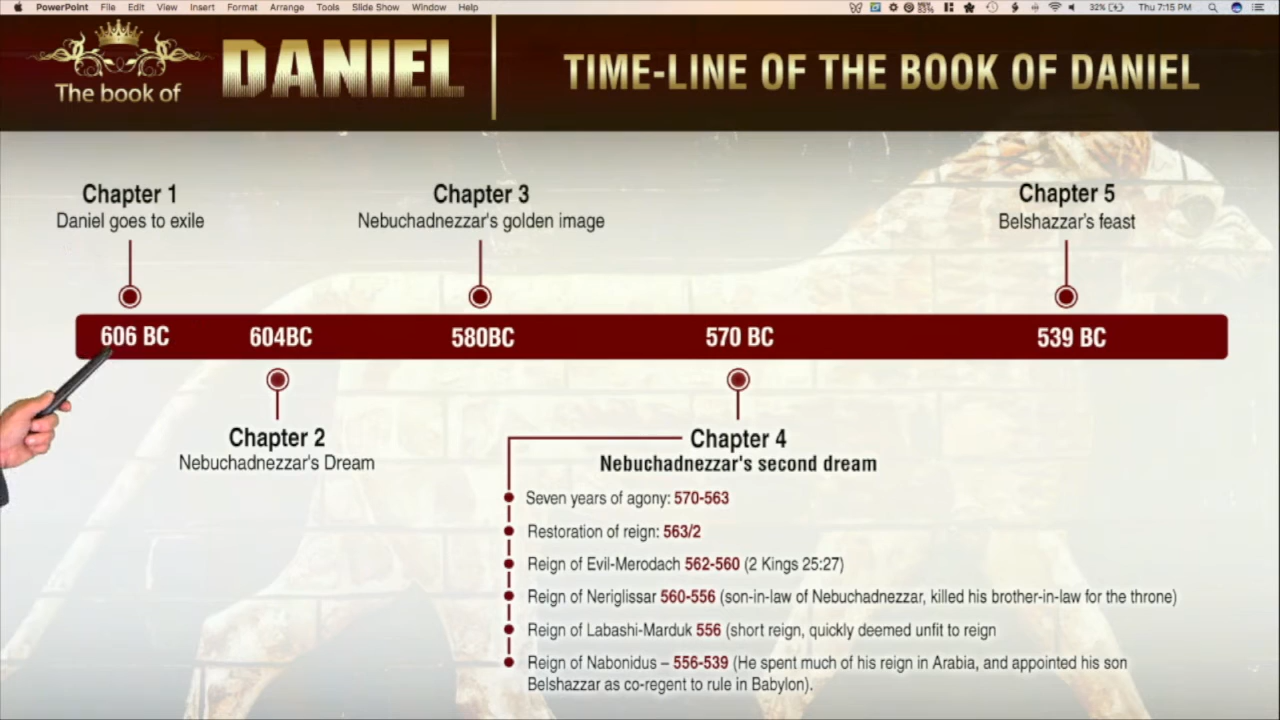 PowerPoint File Edit View Insert Format Arrange Tools Slide Show Window Help 32% Thu 7:15 PM
The book of DANIEL
TIME-LINE OF THE BOOK OF DANIEL
Chapter 1
Daniel goes to exile
Chapter 3
Nebuchadnezzar's golden image
Chapter 5
Belshazzar's feast
606 BC 604BC 580BC 570 BC 539 BC
Chapter 2
Nebuchadnezzar's Dream
Chapter 4
Nebuchadnezzar's second dream
Seven years of agony: 570-563
Restoration of reign: 563/2
Reign of Evil-Merodach 562-560 (2 Kings 25:27)
Reign of Neriglissar 560-556 (son-in-law of Nebuchadnezzar, killed his brother-in-law for the throne)
Reign of Labashi-Marduk 556 (short reign, quickly deemed unfit to reign
Reign of Nabonidus – 556-539 (He spent much of his reign in Arabia, and appointed his son
Belshazzar as co-regent to rule in Babylon).